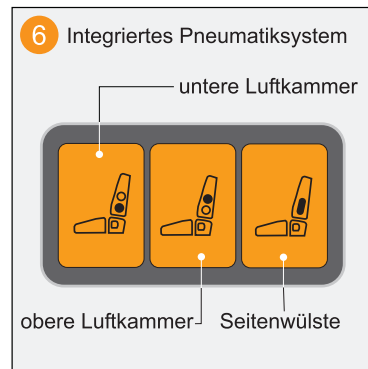 6 Integriertes Pneumatiksystem
untere Luftkammer
obere Luftkammer
Seitenwülste